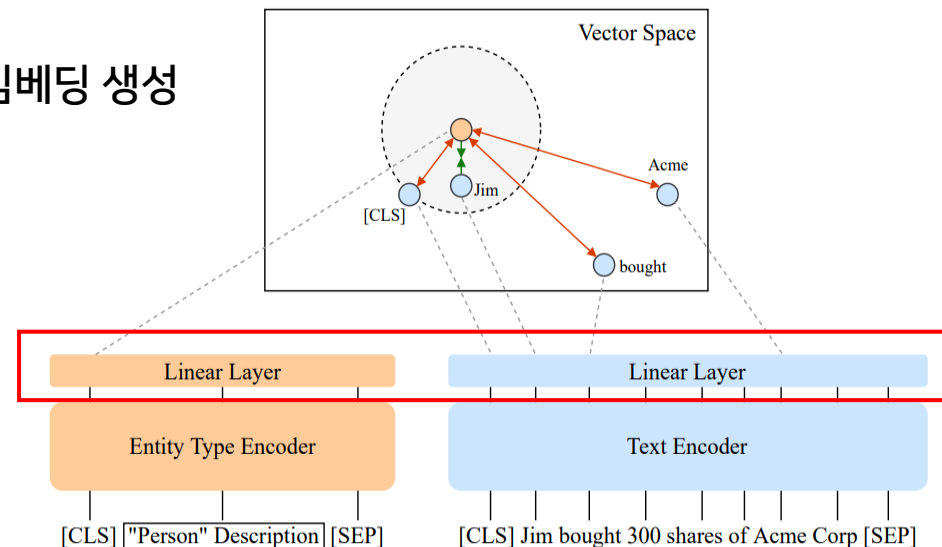 임베딩 생성
Vector Space
Acme
Jim
[CLS]
bought
Linear Layer
Linear Layer
Entity Type Encoder
Text Encoder
[CLS] "Person" Description [SEP]
[CLS] Jim bought 300 shares of Acme Corp [SEP]